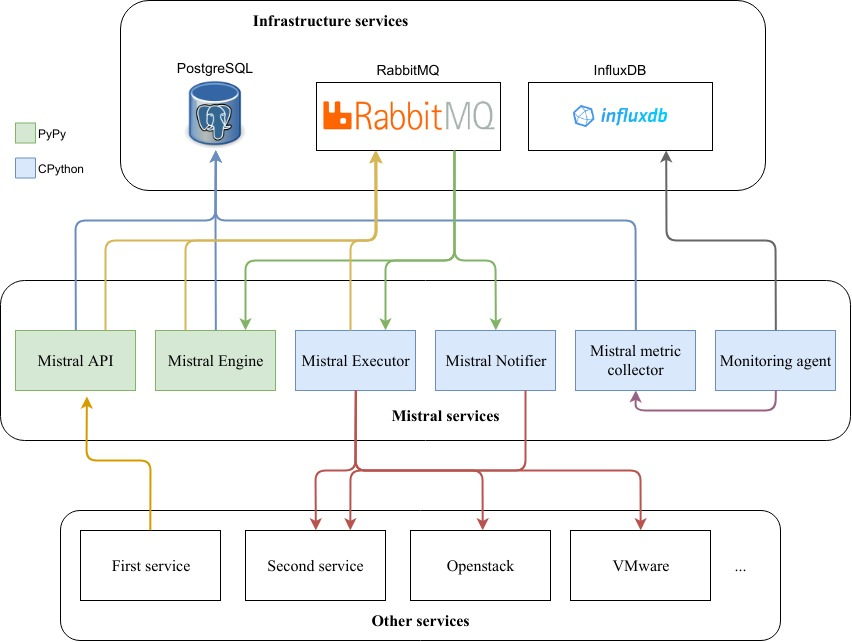 Infrastructure services
PostgreSQL
RabbitMQ
InfluxDB
RabbitMQ
influxdb
PyPy
CPython
Mistral API
Mistral Engine
Mistral Executor
Mistral Notifier
Mistral metric
collector
Monitoring agent
Mistral services
First service
Second service
Openstack
VMware
...
Other services